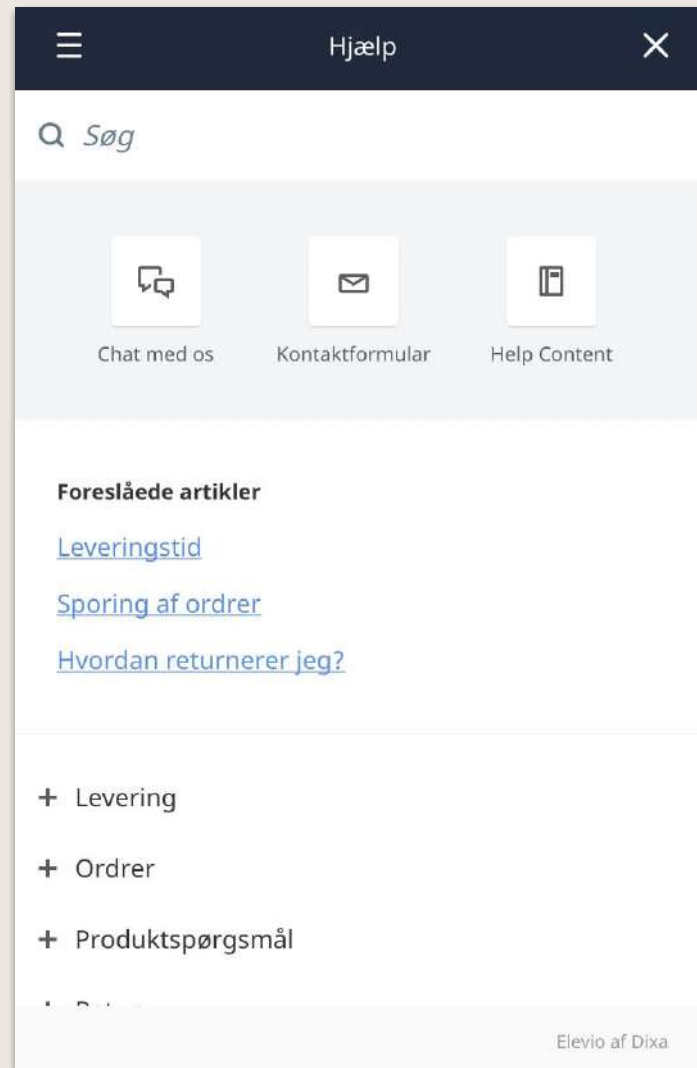 Hjælp
Søg
Chat med os
Kontaktformular
Help Content
Foreslåede artikler
Leveringstid
Sporing af ordrer
Hvordan returnerer jeg?
+ Levering
+ Ordrer
+ Produktspørgsmål
Elevio af Dixa